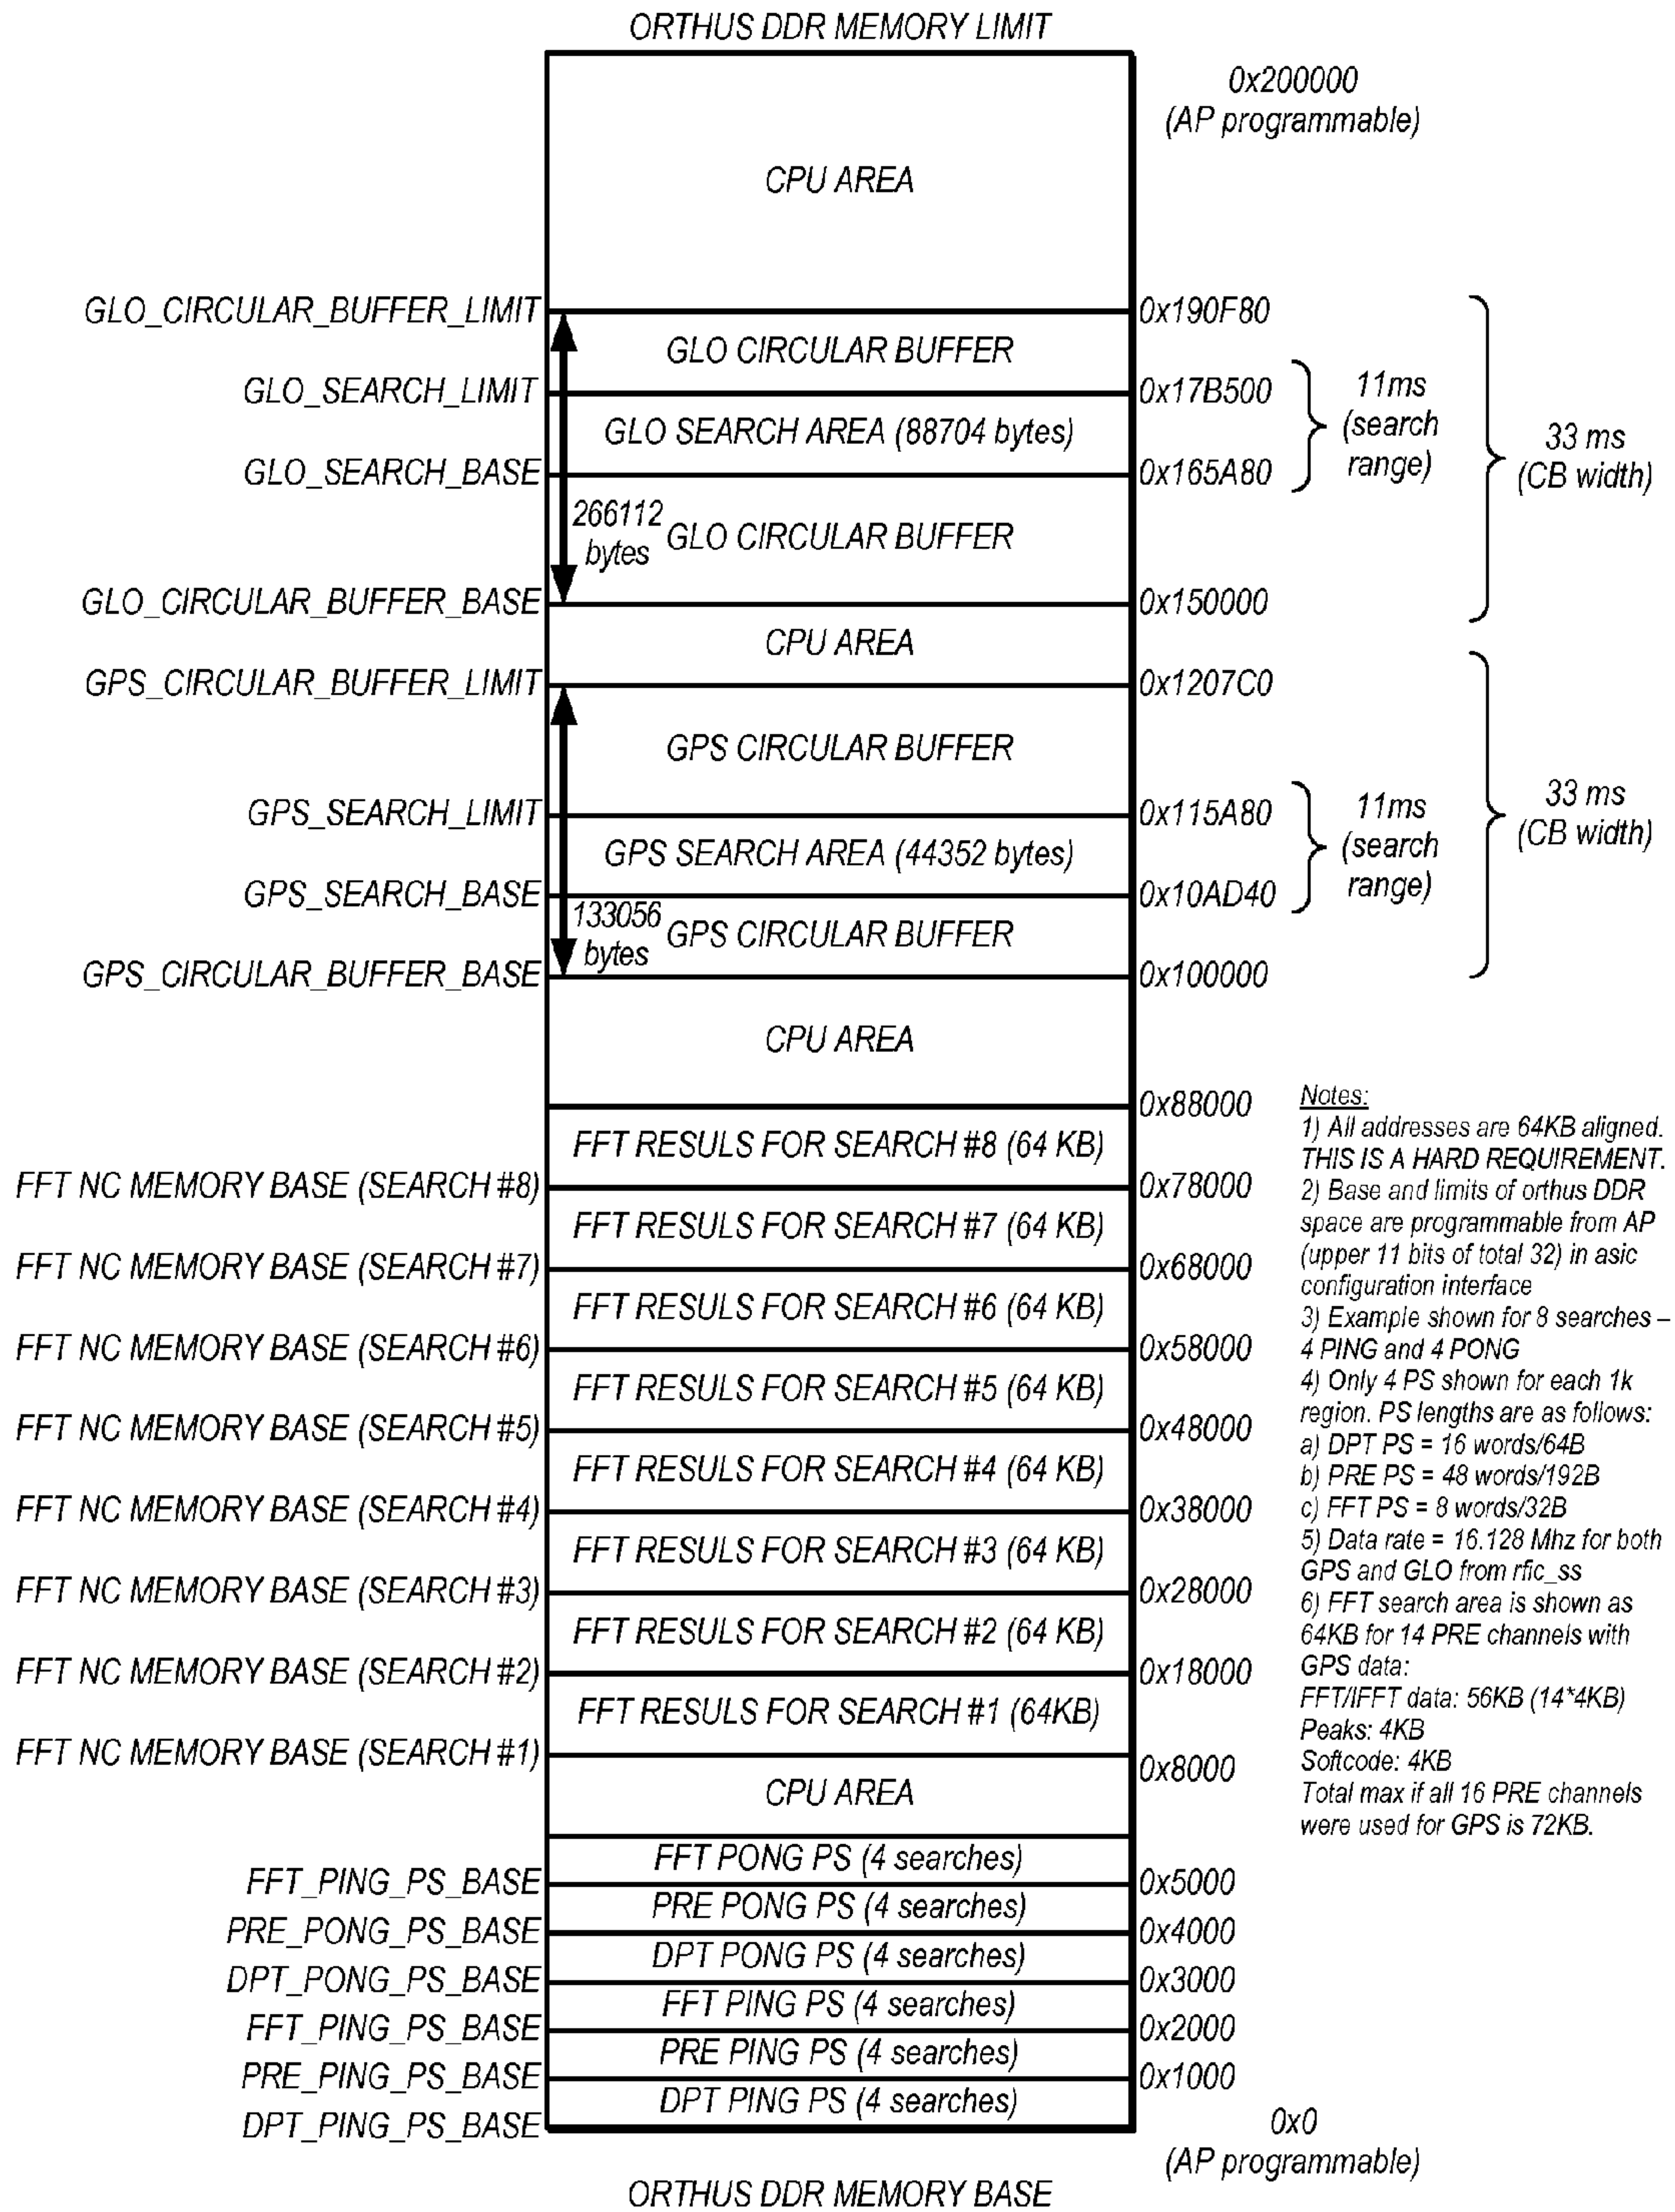 ORTHUS DDR MEMORY LIMIT
0x200000
(AP programmable)
CPU AREA
GLO_CIRCULAR_BUFFER_LIMIT
0x190F80
GLO CIRCULAR BUFFER
GLO_SEARCH_LIMIT
0x17B500
11ms
(search
range)
GLO SEARCH AREA (88704 bytes)
33 ms
(CB width)
GLO_SEARCH_BASE
0x165A80
266112
bytes
GLO CIRCULAR BUFFER
GLO_CIRCULAR_BUFFER_BASE
0x150000
CPU AREA
GPS_CIRCULAR_BUFFER_LIMIT
0x1207C0
GPS CIRCULAR BUFFER
GPS_SEARCH_LIMIT
0x115A80
11ms
(search
range)
33 ms
(CB width)
GPS SEARCH AREA (44352 bytes)
GPS_SEARCH_BASE
0x10AD40
133056
bytes
GPS CIRCULAR BUFFER
GPS_CIRCULAR_BUFFER_BASE
0x100000
CPU AREA
0x88000
FFT RESULS FOR SEARCH #8 (64 KB)
FFT NC MEMORY BASE (SEARCH #8)
0x78000
FFT RESULS FOR SEARCH #7 (64 KB)
FFT NC MEMORY BASE (SEARCH #7)
0x68000
FFT RESULS FOR SEARCH #6 (64 KB)
FFT NC MEMORY BASE (SEARCH #6)
0x58000
FFT RESULS FOR SEARCH #5 (64 KB)
FFT NC MEMORY BASE (SEARCH #5)
0x48000
FFT RESULS FOR SEARCH #4 (64 KB)
FFT NC MEMORY BASE (SEARCH #4)
0x38000
FFT RESULS FOR SEARCH #3 (64 KB)
FFT NC MEMORY BASE (SEARCH #3)
0x28000
FFT RESULS FOR SEARCH #2 (64 KB)
FFT NC MEMORY BASE (SEARCH #2)
0x18000
FFT RESULS FOR SEARCH #1 (64KB)
FFT NC MEMORY BASE (SEARCH #1)
0x8000
CPU AREA
FFT PONG PS (4 searches)
FFT_PING_PS_BASE
0x5000
PRE PONG PS (4 searches)
PRE_PONG_PS_BASE
0x4000
DPT PONG PS (4 searches)
DPT_PONG_PS_BASE
0x3000
FFT PING PS (4 searches)
FFT_PING_PS_BASE
0x2000
PRE PING PS (4 searches)
PRE_PING_PS_BASE
0x1000
DPT PING PS (4 searches)
DPT_PING_PS_BASE
0x0
(AP programmable)
ORTHUS DDR MEMORY BASE
Notes:
1) All addresses are 64KB aligned.
THIS IS A HARD REQUIREMENT.
2) Base and limits of orthus DDR
space are programmable from AP
(upper 11 bits of total 32) in asic
configuration interface
3) Example shown for 8 searches –
4 PING and 4 PONG
4) Only 4 PS shown for each 1k
region. PS lengths are as follows:
a) DPT PS = 16 words/64B
b) PRE PS = 48 words/192B
c) FFT PS = 8 words/32B
5) Data rate = 16.128 Mhz for both
GPS and GLO from rfic_ss
6) FFT search area is shown as
64KB for 14 PRE channels with
GPS data:
FFT/IFFT data: 56KB (14*4KB)
Peaks: 4KB
Softcode: 4KB
Total max if all 16 PRE channels
were used for GPS is 72KB.